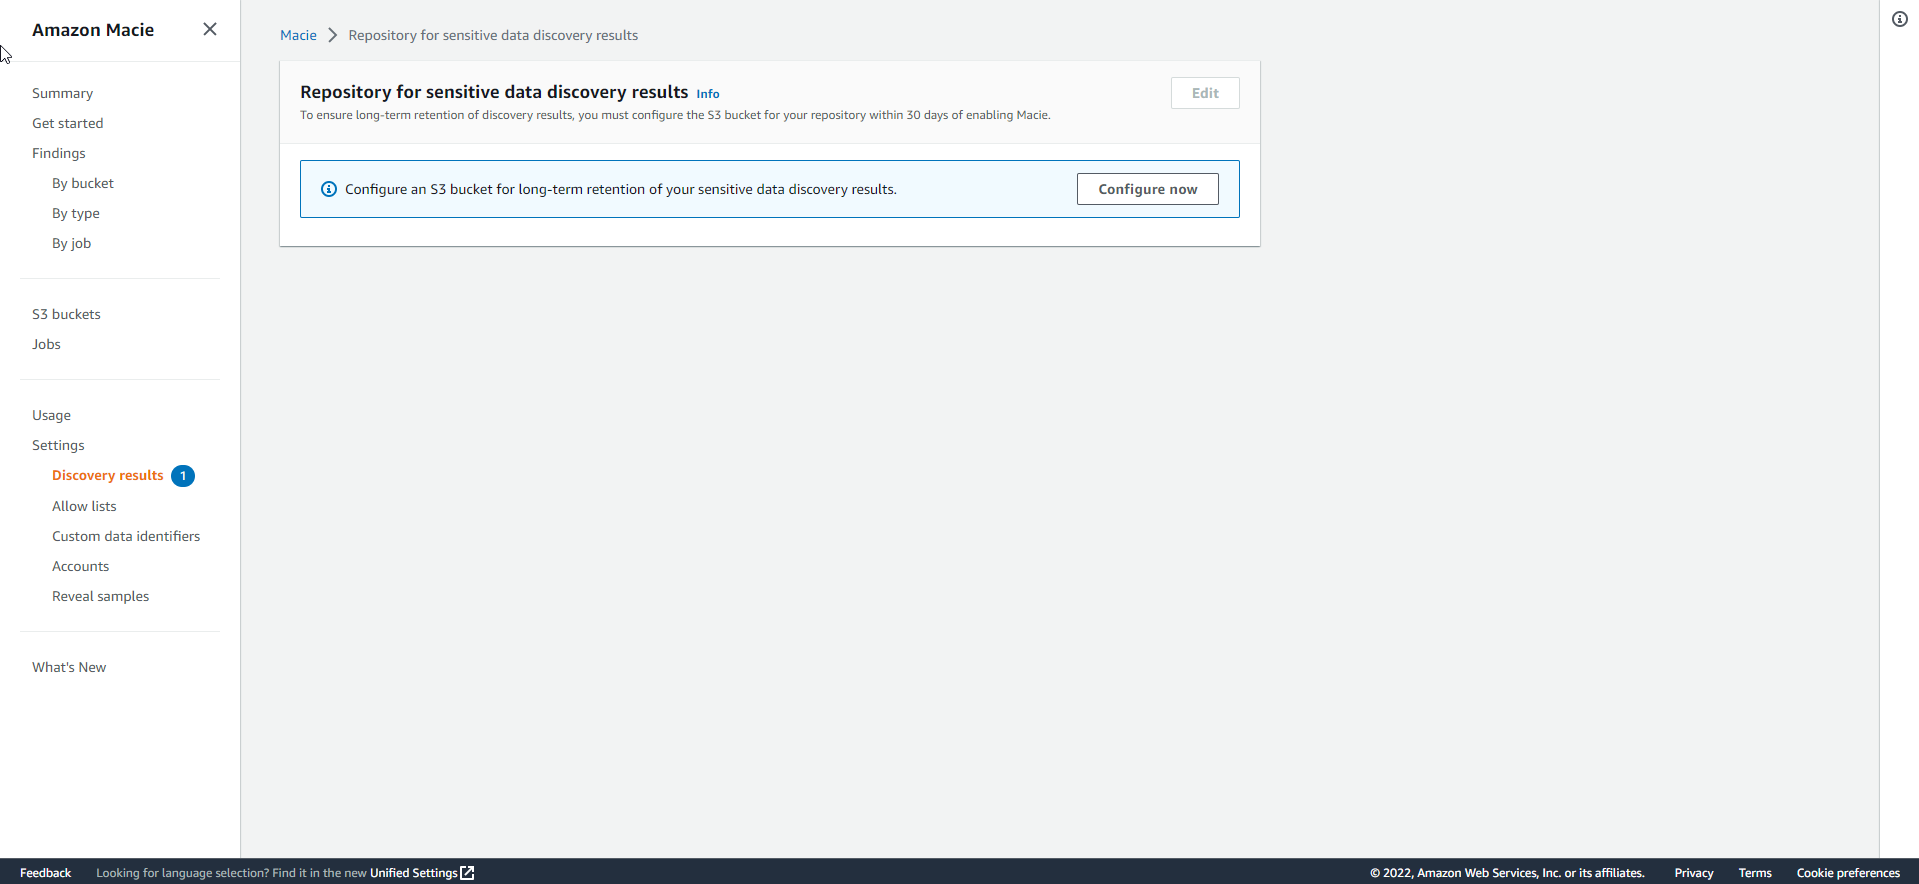 Amazon Macie
Summary
Get started
Findings
By bucket
By type
By job
S3 buckets
Jobs
Usage
Settings
Discovery results 1
Allow lists
Custom data identifiers
Accounts
Reveal samples
What's New
Macie Repository for sensitive data discovery results
Repository for sensitive data discovery results Info
Edit
To ensure long-term retention of discovery results, you must configure the S3 bucket for your repository within 30 days of enabling Macie.
Configure an S3 bucket for long-term retention of your sensitive data discovery results.
Configure now
Feedback Looking for language selection? Find it in the new Unified Settings © 2022, Amazon Web Services, Inc. or its affiliates. Privacy Terms Cookie preferences